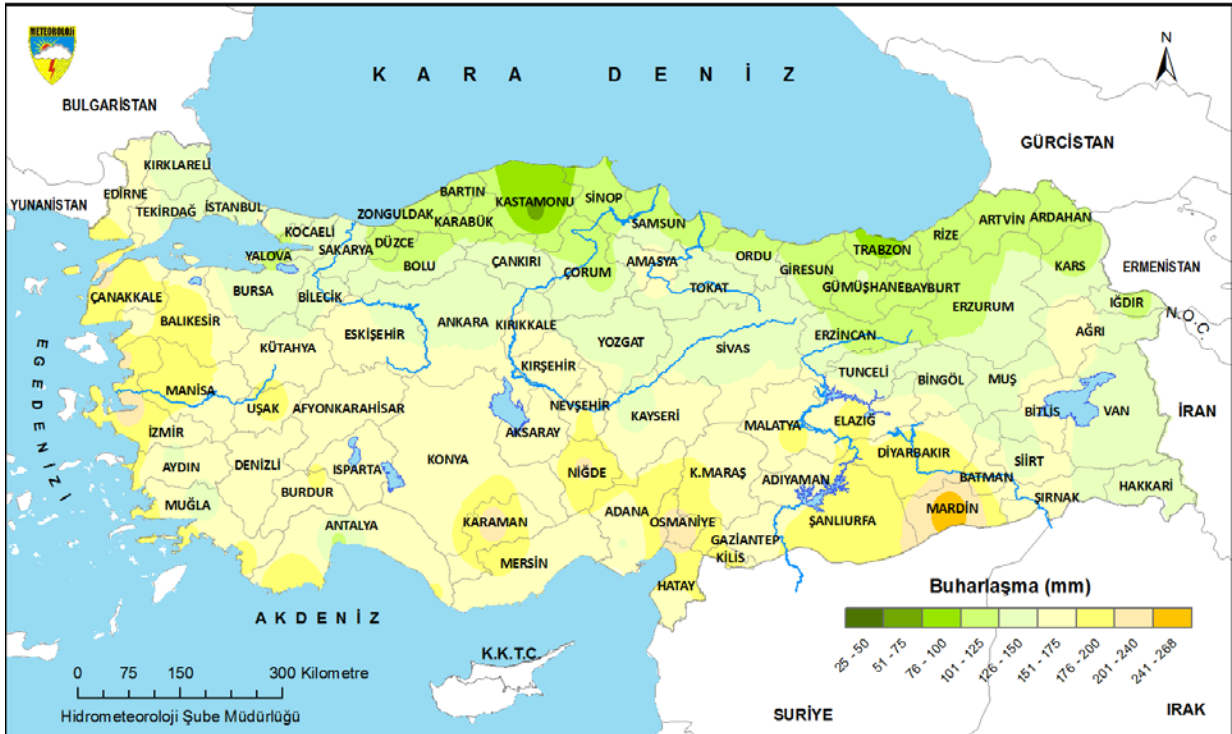 METEOROLOJİ
N
KARA DENİZ
BULGARİSTAN
GÜRCİSTAN
YUNANİSTAN
ERMENİSTAN
N.Ö.C.
İRAN
EGEDENİZİ
AKDENİZ
K.K.T.C.
SURİYE
IRAK
KIRKLARELİ
EDİRNE
TEKİRDAĞ
İSTANBUL
KOCAELİ
YALOVA
SAKARYA
DÜZCE
ZONGULDAK
BARTIN
KARABÜK
KASTAMONU
SİNOP
SAMSUN
BOLU
ÇANKIRI
ÇORUM
AMASYA
TOKAT
ORDU
GİRESUN
TRABZON
RİZE
ARTVİN
ARDAHAN
KARS
GÜMÜŞHANE
BAYBURT
ERZURUM
IĞDIR
AĞRI
ÇANAKKALE
BURSA
BİLECİK
BALIKESİR
KÜTAHYA
ESKİŞEHİR
ANKARA
KIRIKKALE
YOZGAT
SİVAS
ERZİNCAN
TUNCELİ
BİNGÖL
MUŞ
BİTLİS
VAN
MANİSA
UŞAK
AFYONKARAHİSAR
KIRŞEHİR
NEVŞEHİR
KAYSERİ
AKSARAY
MALATYA
ELAZIĞ
DİYARBAKIR
BATMAN
SİİRT
ŞIRNAK
HAKKARİ
İZMİR
AYDIN
DENİZLİ
ISPARTA
KONYA
NİĞDE
K.MARAŞ
ADIYAMAN
MUĞLA
BURDUR
ANTALYA
KARAMAN
MERSİN
ADANA
OSMANİYE
GAZİANTEP
KİLİS
HATAY
ŞANLIURFA
MARDİN
0 75 150 300 Kilometre
Hidrometeoroloji Şube Müdürlüğü
Buharlaşma (mm)
25 - 50
51 - 75
76 - 100
101 - 125
126 - 150
151 - 175
176 - 200
201 - 240
241 - 268